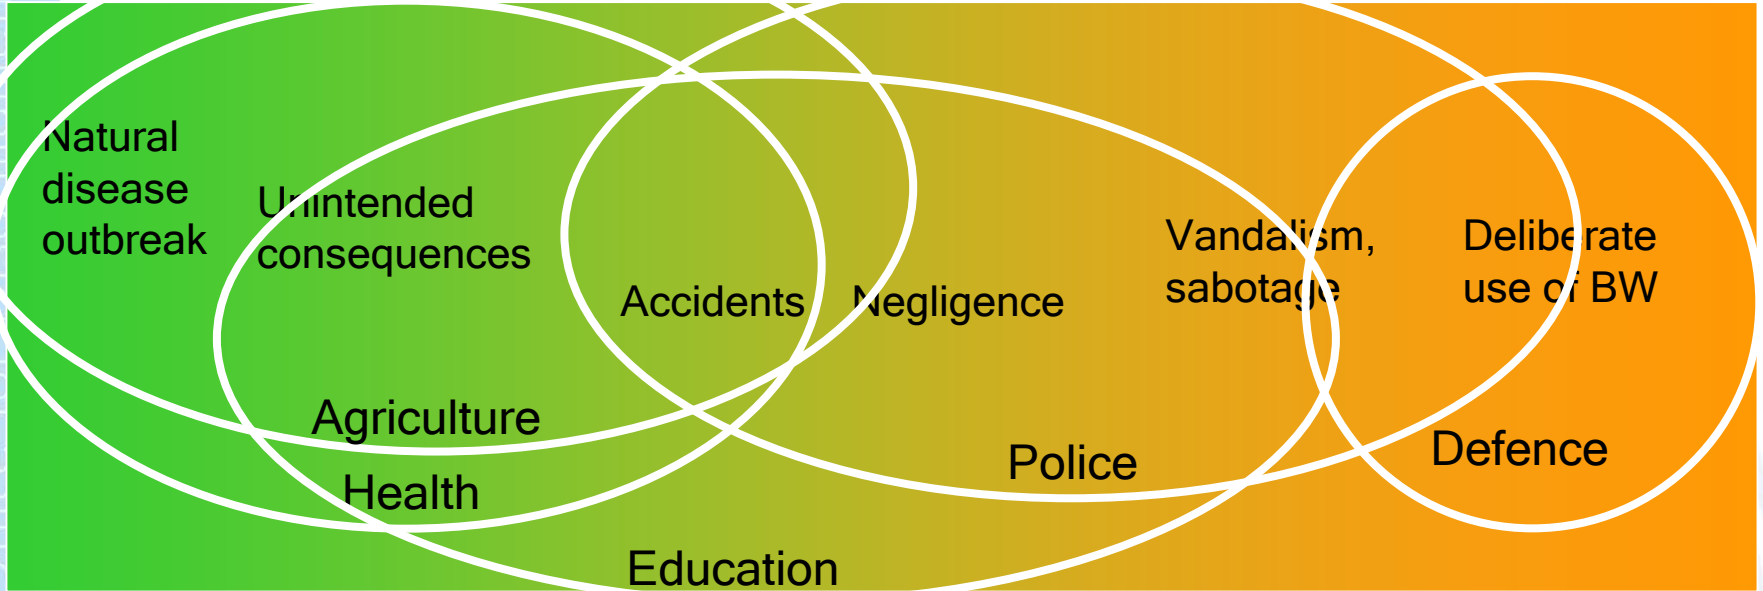 Natural
disease
outbreak
Unintended
consequences
Accidents
Negligence
Vandalism,
sabotage
Deliberate
use of BW
Agriculture
Health
Education
Police
Defence